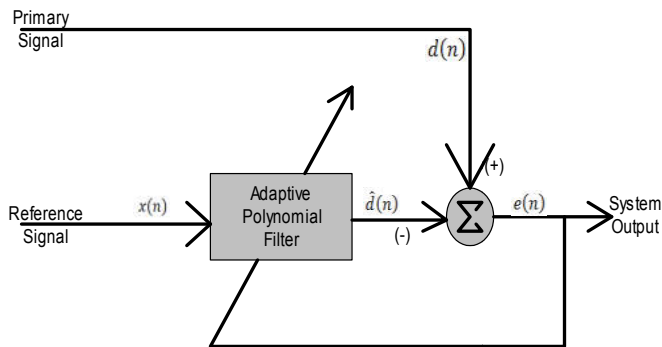 Primary
Signal
d(n)
(+)
Reference
Signal
x(n)
Adaptive
Polynomial
Filter
d̂(n)
(-)
Σ
e(n)
System
Output